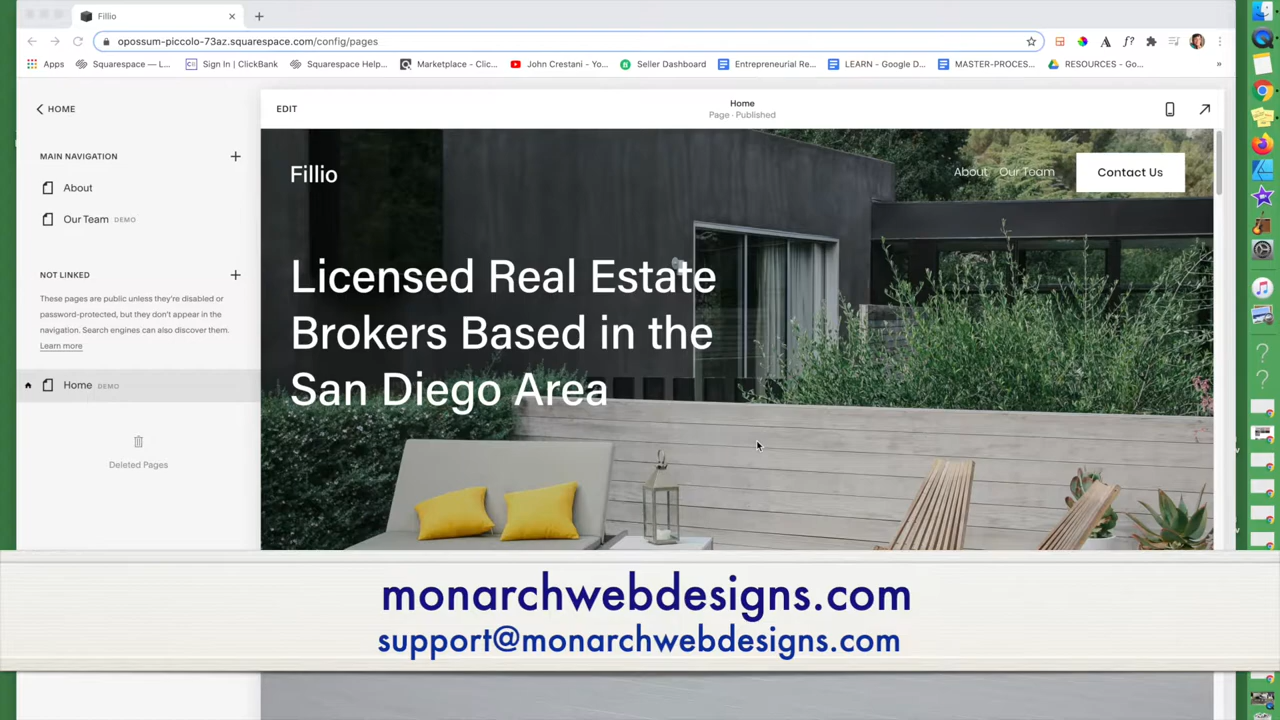 Fillio
opossum-piccolo-73az.squarespace.com/config/pages
Apps Squarespace — L... Sign In | ClickBank Squarespace Help... Marketplace - Clic... John Crestani - Yo... Seller Dashboard Entrepreneurial Re... LEARN - Google D... MASTER-PROCES... RESOURCES - Go... »
HOME
EDIT
Home
Page · Published
MAIN NAVIGATION
About
Our Team DEMO
NOT LINKED
These pages are public unless they're disabled or
password-protected, but they don't appear in the
navigation. Search engines can also discover them.
Learn more
Home DEMO
Deleted Pages
Fillio
About Our Team Contact Us
Licensed Real Estate
Brokers Based in the
San Diego Area
monarchwebdesigns.com
support@monarchwebdesigns.com